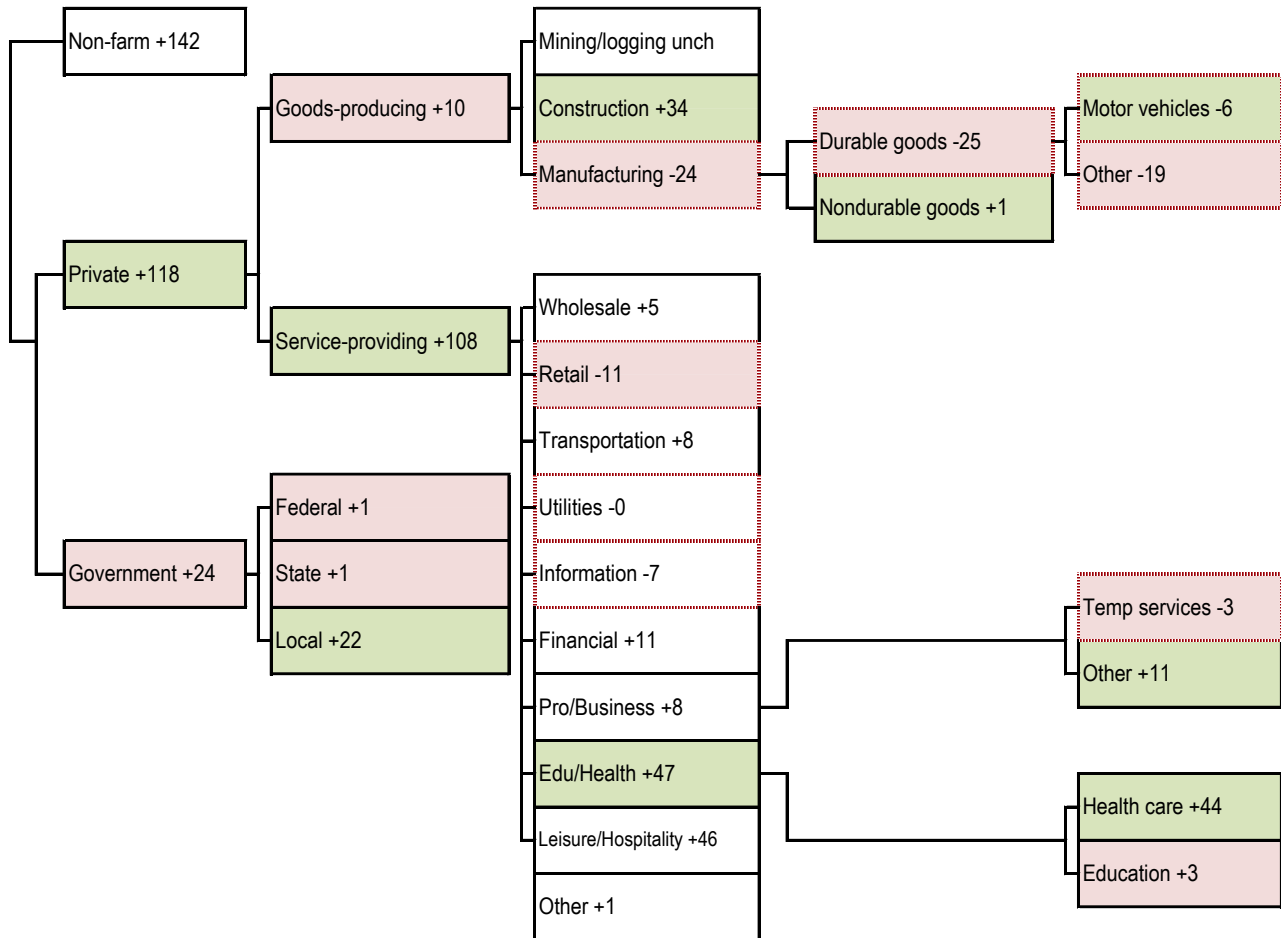 Non-farm +142
Private +118
Government +24
Goods-producing +10
Service-providing +108
Federal +1
State +1
Local +22
Mining/logging unch
Construction +34
Manufacturing -24
Wholesale +5
Retail -11
Transportation +8
Utilities -0
Information -7
Financial +11
Pro/Business +8
Edu/Health +47
Leisure/Hospitality +46
Other +1
Durable goods -25
Nondurable goods +1
Motor vehicles -6
Other -19
Temp services -3
Other +11
Health care +44
Education +3